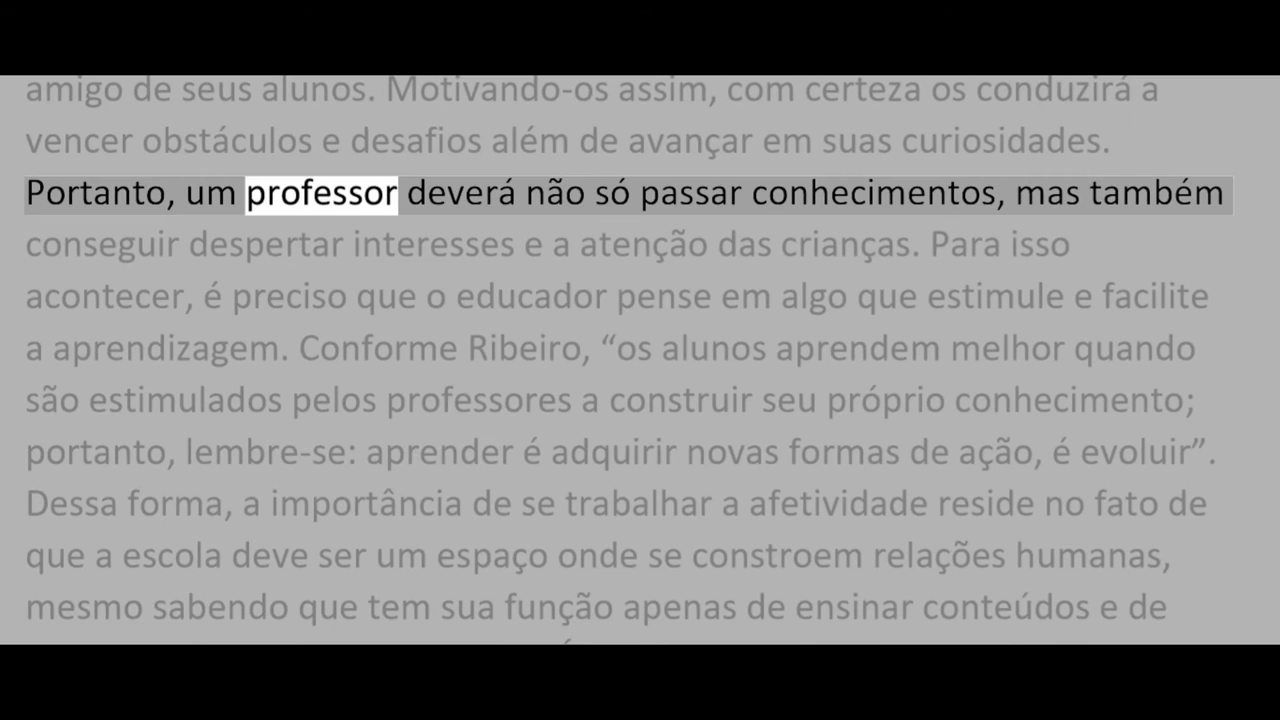 amigo de seus alunos. Motivando-os assim, com certeza os conduzirá a
vencer obstáculos e desafios além de avançar em suas curiosidades.
Portanto, um professor deverá não só passar conhecimentos, mas também
conseguir despertar interesses e a atenção das crianças. Para isso
acontecer, é preciso que o educador pense em algo que estimule e facilite
a aprendizagem. Conforme Ribeiro, “os alunos aprendem melhor quando
são estimulados pelos professores a construir seu próprio conhecimento;
portanto, lembre-se: aprender é adquirir novas formas de ação, é evoluir”.
Dessa forma, a importância de se trabalhar a afetividade reside no fato de
que a escola deve ser um espaço onde se constroem relações humanas,
mesmo sabendo que tem sua função apenas de ensinar conteúdos e de